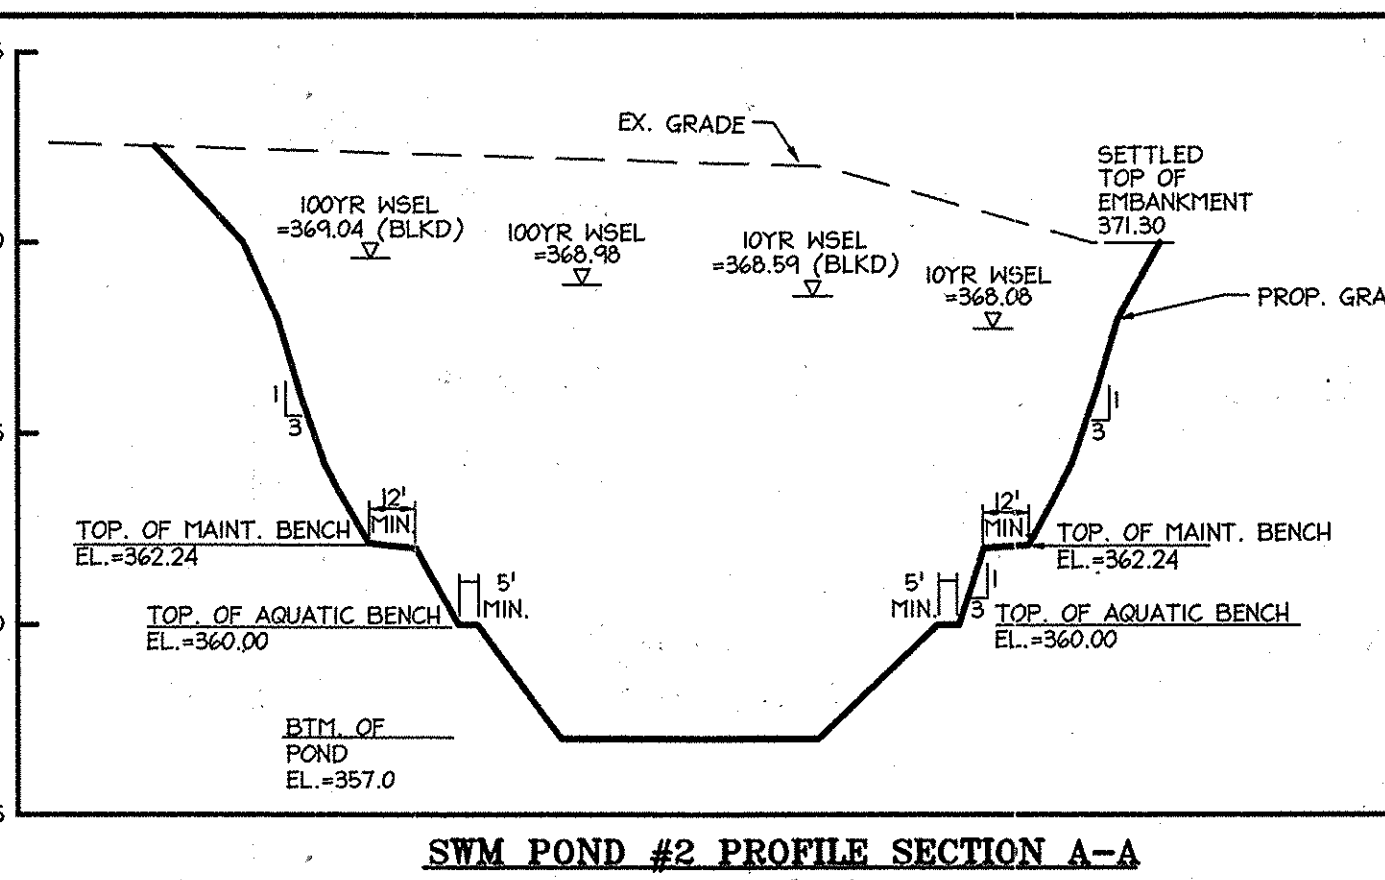 EX. GRADE
SETTLED
TOP OF
EMBANKMENT
371.30
100YR WSEL
=369.04 (BLKD)
100YR WSEL
=368.98
10YR WSEL
=368.59 (BLKD)
10YR WSEL
=368.08
PROP. GRA
1
3
1
3
12'
MIN
12'
MIN
TOP. OF MAINT. BENCH
EL.=362.24
TOP. OF MAINT. BENCH
EL.=362.24
5'
MIN.
5'
MIN.
1
3
TOP. OF AQUATIC BENCH
EL.=360.00
TOP. OF AQUATIC BENCH
EL.=360.00
BTM. OF
POND
EL.=357.0
SWM POND #2 PROFILE SECTION A-A